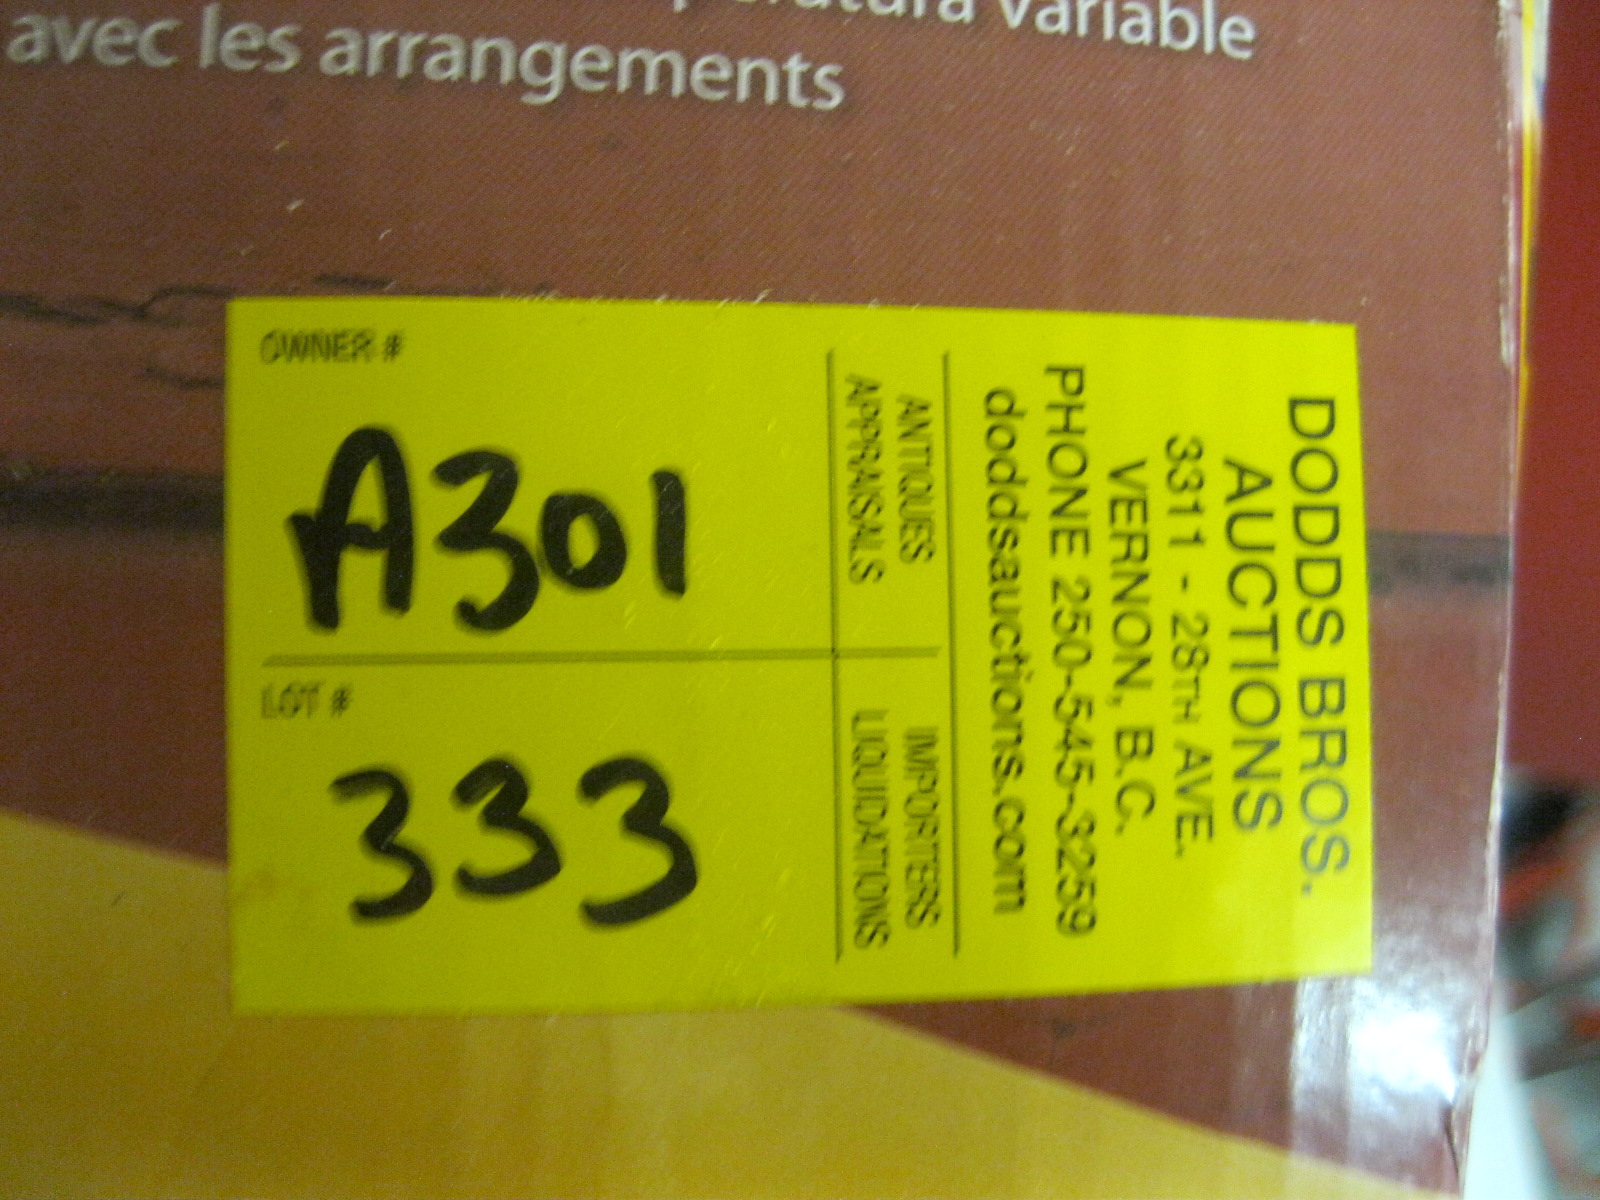 variable
avec les arrangements
OWNER #
A301
LOT #
333
DODDS BROS.
AUCTIONS
3311 - 28TH AVE.
VERNON, B.C.
PHONE 250-545-3259
doddsauctions.com
ANTIQUES
APPRAISALS
IMPORTERS
LIQUIDATIONS